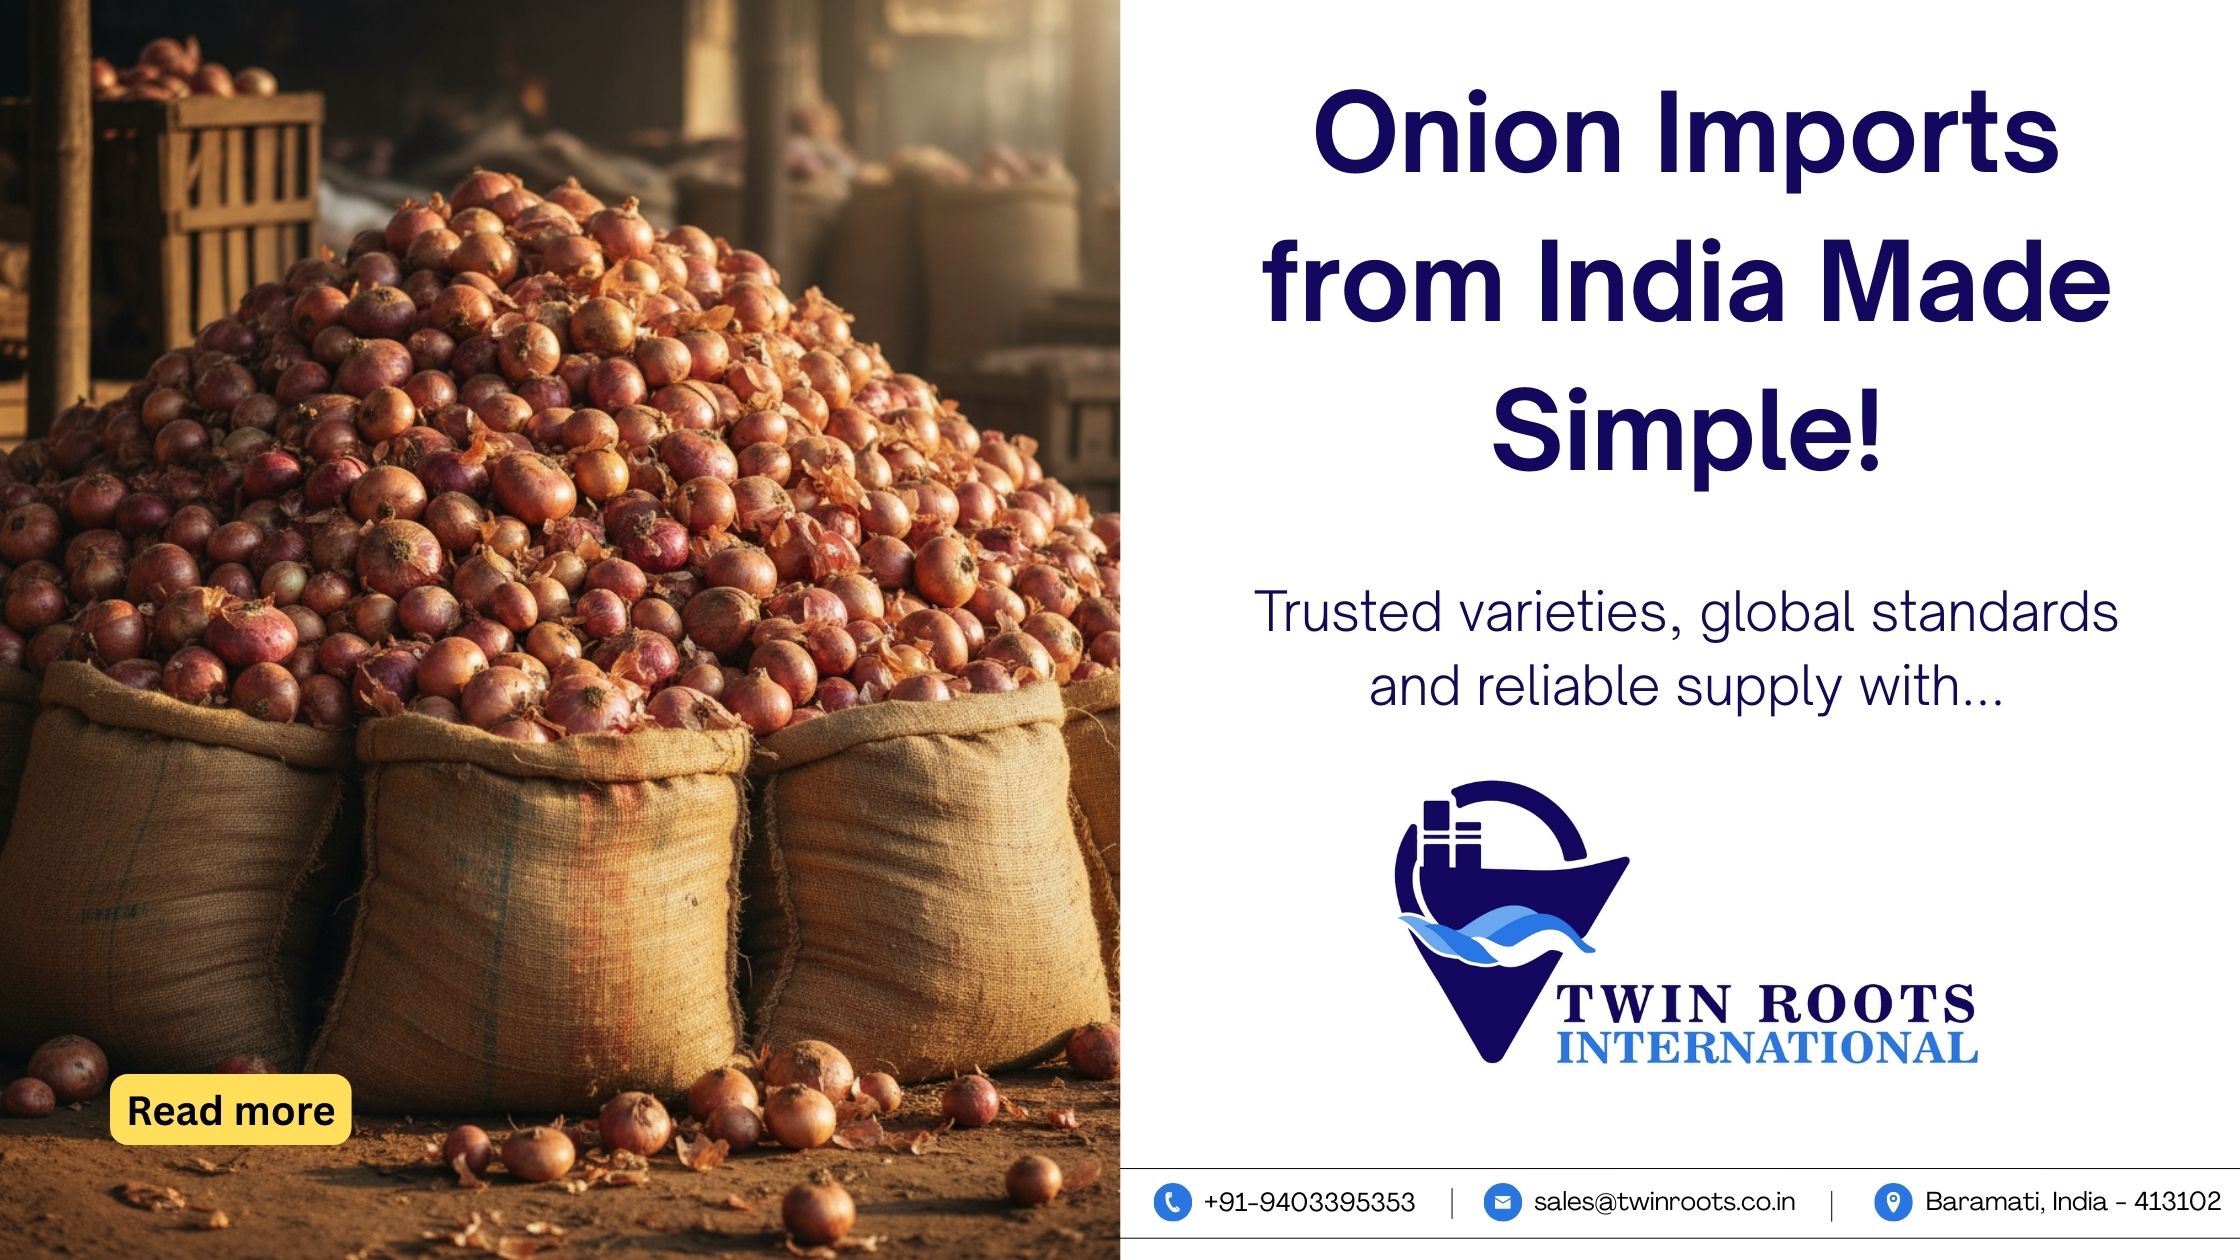 Onion Imports
from India Made
Simple!
Trusted varieties, global standards
and reliable supply with...
TWIN ROOTS
INTERNATIONAL
Read more
+91-9403395353 | sales@twinroots.co.in | Baramati, India - 413102